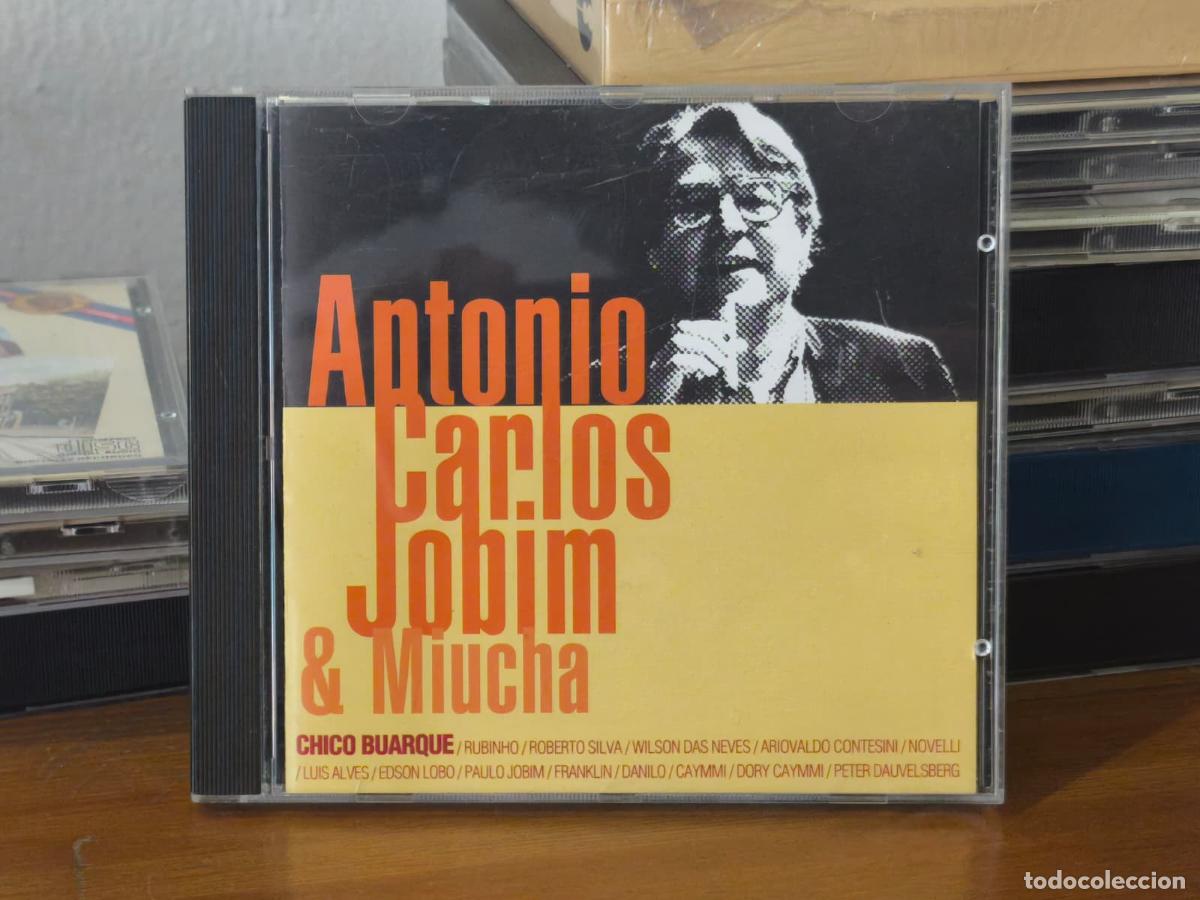 Antonio
Carlos
Jobim
& Miucha
CHICO BUARQUE / RUBINHO / ROBERTO SILVA / WILSON DAS NEVES / ARIOVALDO CONTESINI / NOVELLI
/ LUIS ALVES / EDSON LOBO / PAULO JOBIM / FRANKLIN / DANILO / CAYMMI / DORY CAYMMI / PETER DAUVELSBERG
todocoleccion